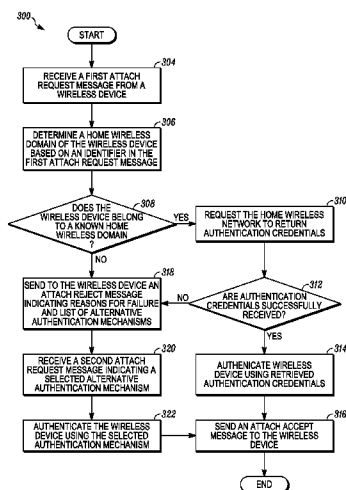 300
START
304
RECEIVE A FIRST ATTACH
REQUEST MESSAGE FROM A
WIRELESS DEVICE
306
DETERMINE A HOME WIRELESS
DOMAIN OF THE WIRELESS DEVICE
BASED ON AN IDENTIFIER IN THE
FIRST ATTACH REQUEST MESSAGE
308
DOES THE
WIRELESS DEVICE BELONG
TO A KNOWN HOME
WIRELESS DOMAIN
?
YES
NO
310
REQUEST THE HOME WIRELESS
NETWORK TO RETURN
AUTHENTICATION CREDENTIALS
312
ARE AUTHENTICATION
CREDENTIALS SUCCESSFULLY
RECEIVED?
NO
YES
318
SEND TO THE WIRELESS DEVICE AN
ATTACH REJECT MESSAGE
INDICATING REASONS FOR FAILURE
AND LIST OF ALTERNATIVE
AUTHENTICATION MECHANISMS
320
RECEIVE A SECOND ATTACH
REQUEST MESSAGE INDICATING A
SELECTED ALTERNATIVE
AUTHENTICATION MECHANISM
322
AUTHENTICATE THE WIRELESS
DEVICE USING THE SELECTED
AUTHENTICATION MECHANISM
314
AUTHENICATE WIRELESS
DEVICE USING RETRIEVED
AUTHENTICATION CREDENTIALS
316
SEND AN ATTACH ACCEPT
MESSAGE TO THE WIRELESS
DEVICE
END